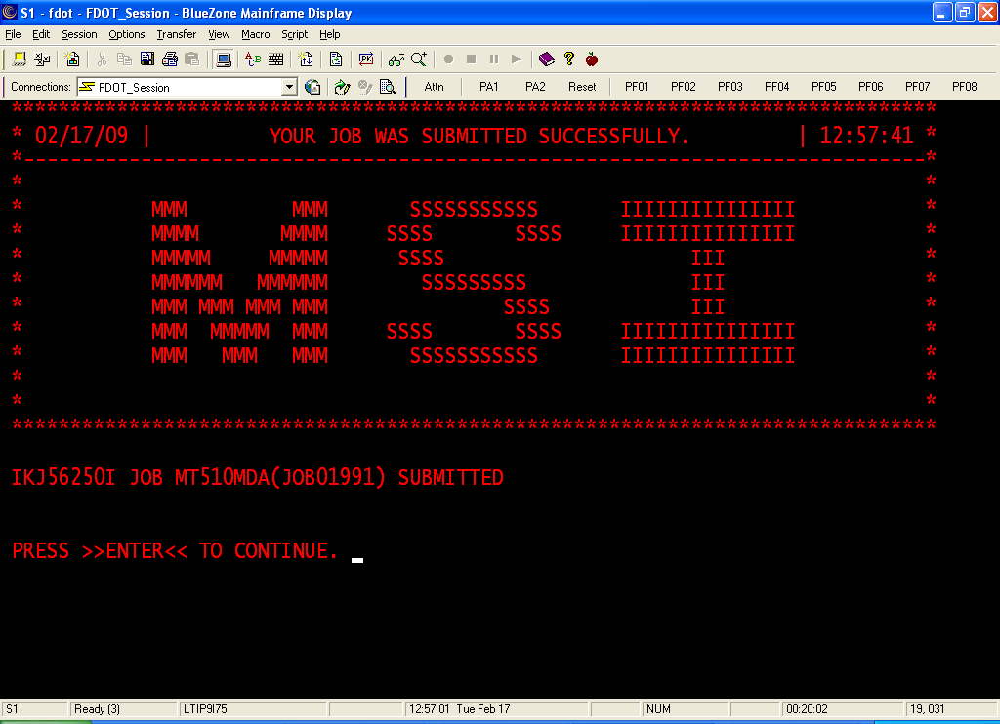 S1 - fdot - FDOT_Session - BlueZone Mainframe Display
File Edit Session Options Transfer View Macro Script Help
Connections: FDOT_Session Attn PA1 PA2 Reset PF01 PF02 PF03 PF04 PF05 PF06 PF07 PF08
*******************************************************************************
* 02/17/09 | YOUR JOB WAS SUBMITTED SUCCESSFULLY. | 12:57:41 *
*-----------------------------------------------------------------------------*
* *
* MMM MMM SSSSSSSSSSS IIIIIIIIIIIIIII *
* MMMM MMMM SSSS SSSS IIIIIIIIIIIIIII *
* MMMMM MMMMM SSSS III *
* MMMMMM MMMMMM SSSSSSSSS III *
* MMM MMM MMM MMM SSSS III *
* MMM MMMMM MMM SSSS SSSS IIIIIIIIIIIIIII *
* MMM MMM MMM SSSSSSSSSSS IIIIIIIIIIIIIII *
* *
* *
*******************************************************************************
IKJ56250I JOB MT510MDA(JOB01991) SUBMITTED
PRESS >>ENTER<< TO CONTINUE. _
S1 Ready (3) LTIP9I75 12:57:01 Tue Feb 17 NUM 00:20:02 19, 031